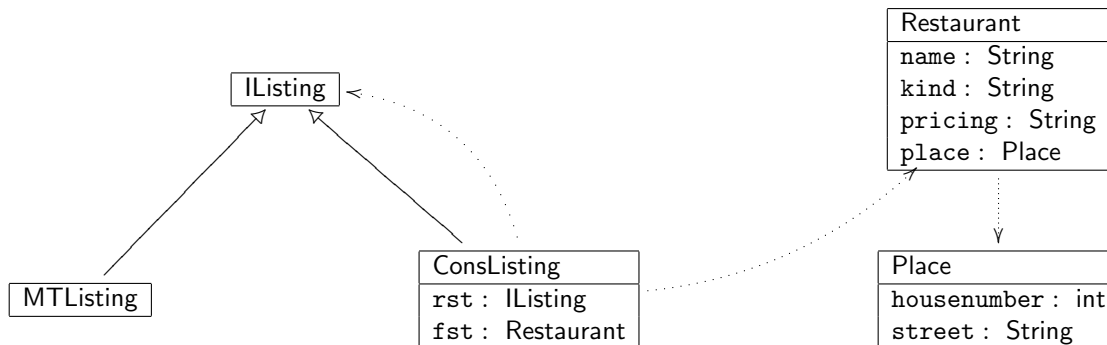 IListing
MTListing
ConsListing
rst : IListing
fst : Restaurant
Restaurant
name : String
kind : String
pricing : String
place : Place
Place
housenumber : int
street : String